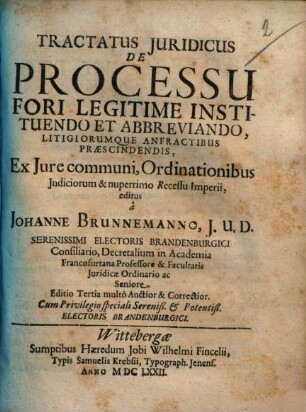 2
TRACTATUS JURIDICUS
DE
PROCESSU
FORI LEGITIME INSTI-
TUENDO ET ABBREVIANDO,
LITIGIORUMQUE ANFRACTIBUS
PRÆSCINDENDIS,
Ex Jure communi, Ordinationibus
Judiciorum & nuperrimo Recessu Imperii,
editus
à
JOHANNE BRUNNEMANNO, J. U. D.
SERENISSIMI ELECTORIS BRANDENBURGICI
Consiliario, Decretalium in Academia
Francofurtana Professore & Facultatis
Juridicæ Ordinario ac
Seniore.
Editio Tertia multò Auctior & Correctior.
Cum Privilegio speciali Sereniss. & Potentiss.
ELECTORIS BRANDENBURGICI.
Wittebergæ
Sumptibus Hæredum Jobi Wilhelmi Fincelii,
Typis Samuelis Krebsii, Typograph. Jenens.
ANNO M DC LXXII.